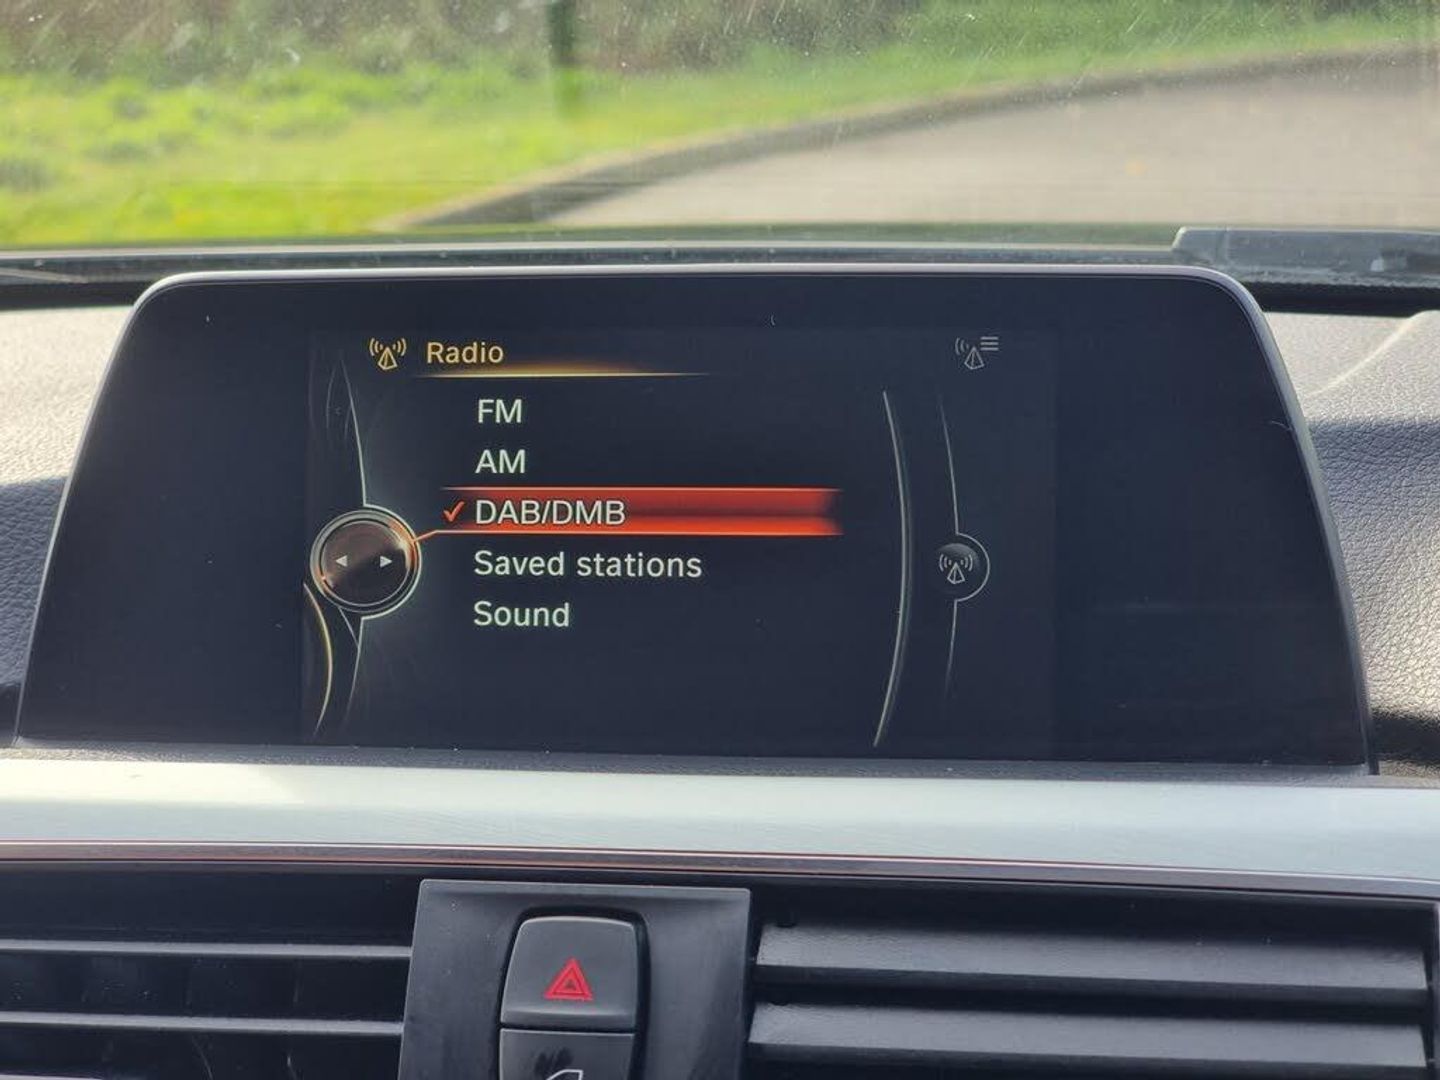 Radio
FM
AM
DAB/DMB
Saved stations
Sound